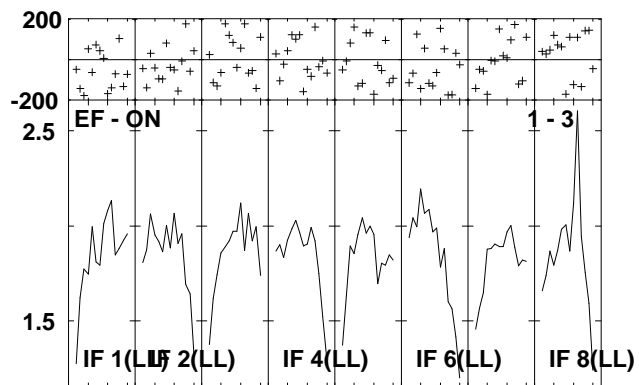 200
-200
EF - ON 1 - 3
2.5
1.5
IF 1(LL) IF 2(LL) IF 4(LL) IF 6(LL) IF 8(LL)